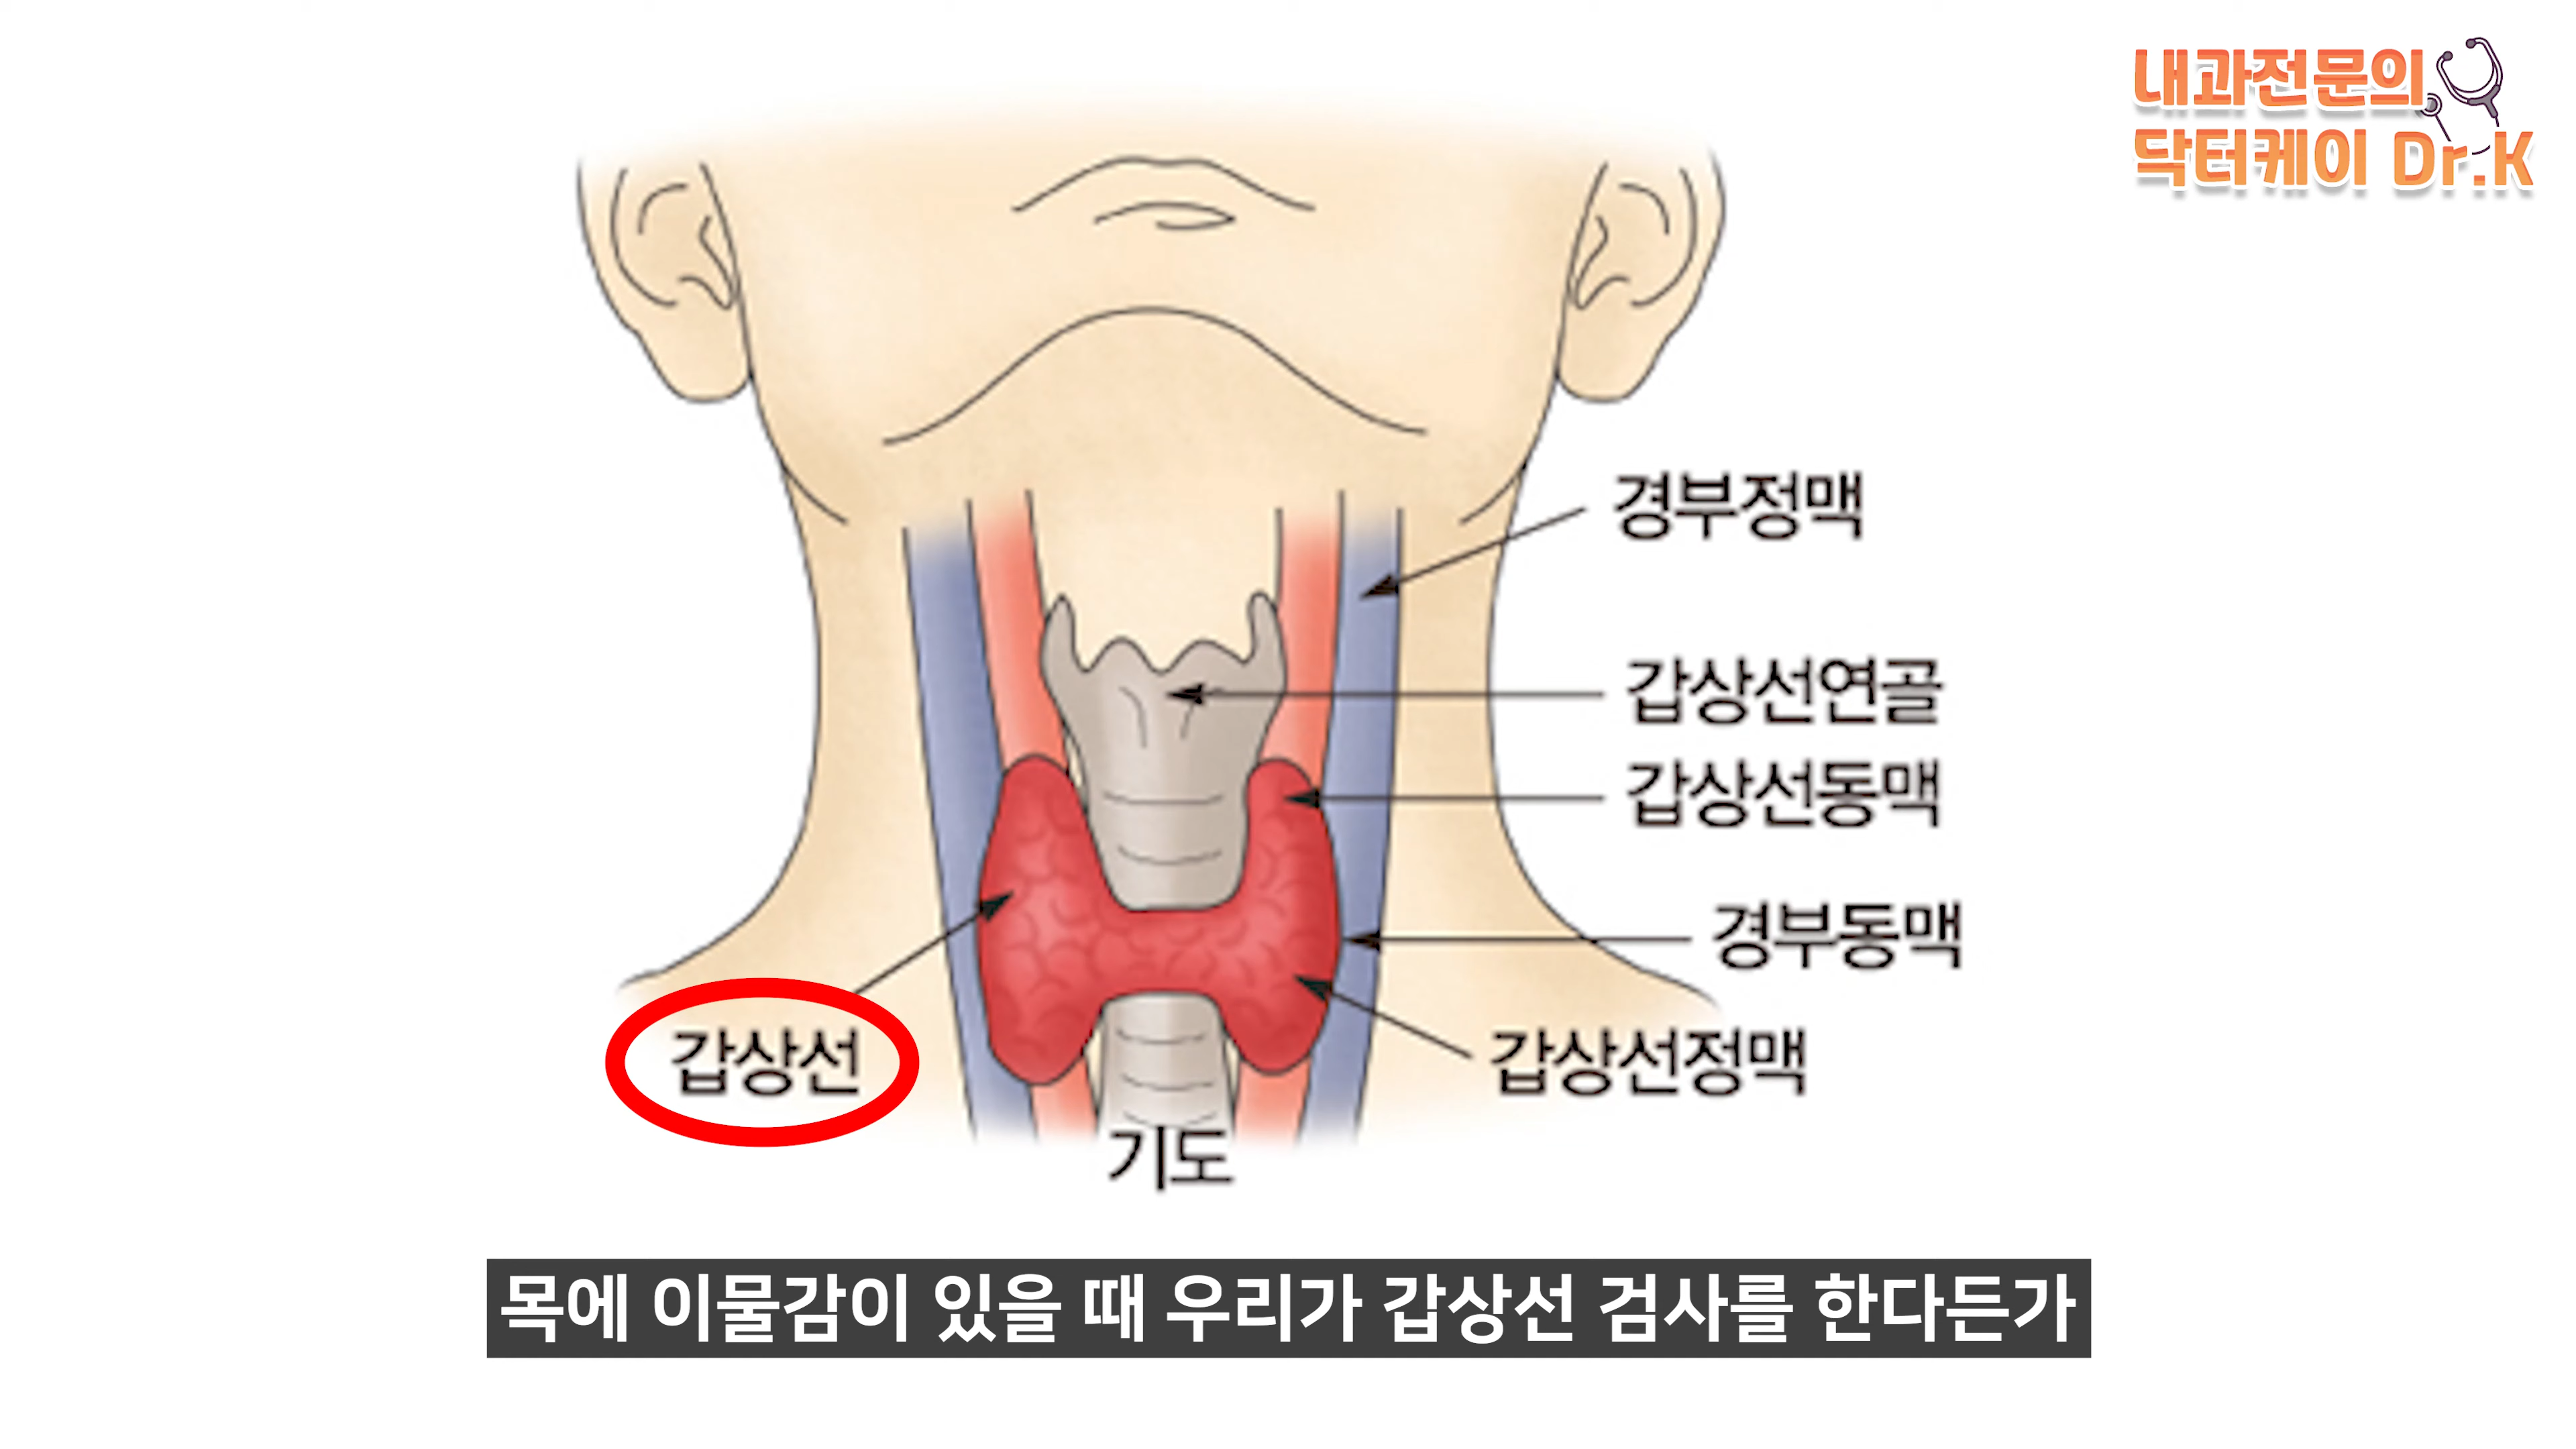 내과전문의
닥터케이 Dr.K
경부정맥
갑상선연골
갑상선동맥
경부동맥
갑상선
갑상선정맥
기도
목에 이물감이 있을 때 우리가 갑상선 검사를 한다든가